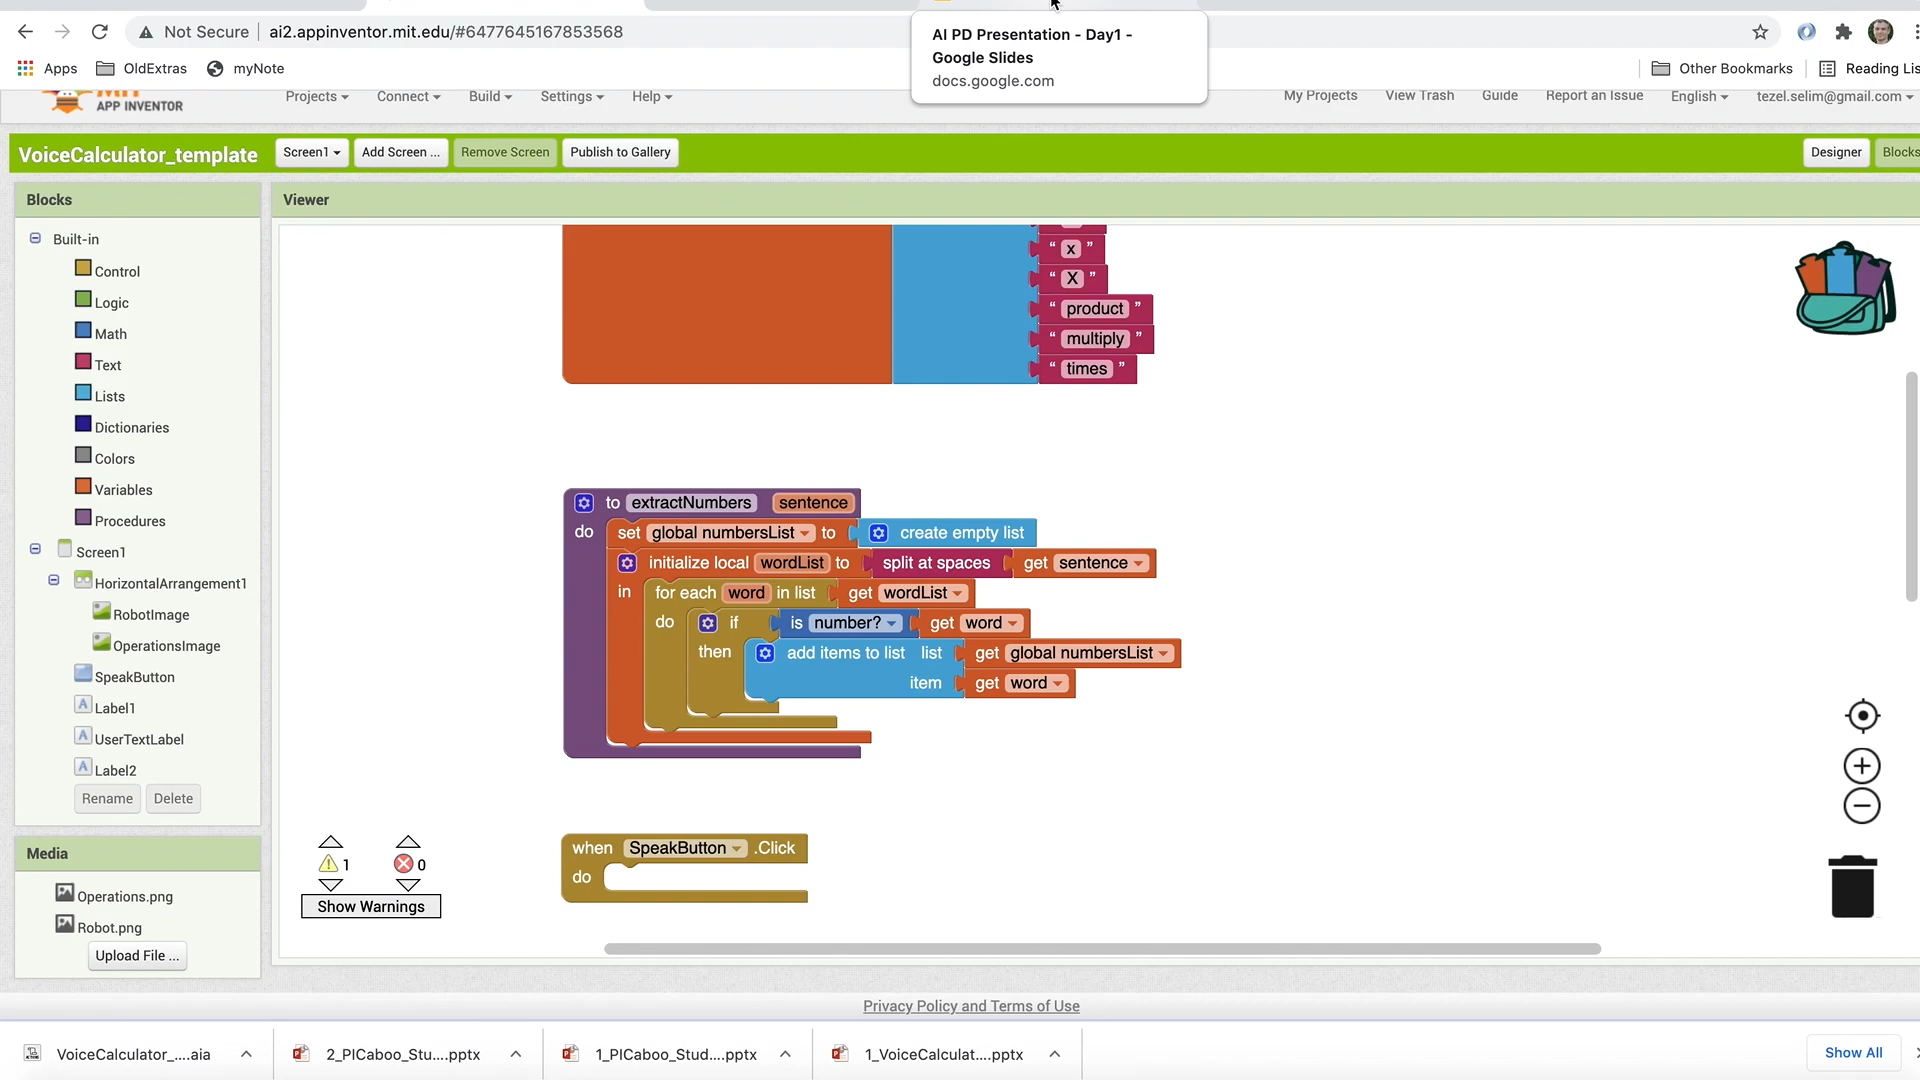 Not Secure | ai2.appinventor.mit.edu/#6477645167853568
AI PD Presentation - Day1 -
Google Slides
docs.google.com
Apps
OldExtras
myNote
Other Bookmarks
Reading Lis
APP INVENTOR
Projects
Connect
Build
Settings
Help
My Projects
View Trash
Guide
Report an Issue
English
tezel.selim@gmail.com
VoiceCalculator_template
Screen1
Add Screen ...
Remove Screen
Publish to Gallery
Designer
Blocks
Blocks
Viewer
Built-in
Control
Logic
Math
Text
Lists
Dictionaries
Colors
Variables
Procedures
Screen1
HorizontalArrangement1
RobotImage
OperationsImage
SpeakButton
Label1
UserTextLabel
Label2
Rename
Delete
Media
Operations.png
Robot.png
Upload File ...
“ x ”
“ X ”
“ product ”
“ multiply ”
“ times ”
to extractNumbers sentence
do set global numbersList to create empty list
initialize local wordList to split at spaces get sentence
in for each word in list get wordList
do if is number? get word
then add items to list list get global numbersList
item get word
when SpeakButton .Click
do
1
0
Show Warnings
Privacy Policy and Terms of Use
VoiceCalculator_....aia
2_PICaboo_Stu....pptx
1_PICaboo_Stud....pptx
1_VoiceCalculat....pptx
Show All